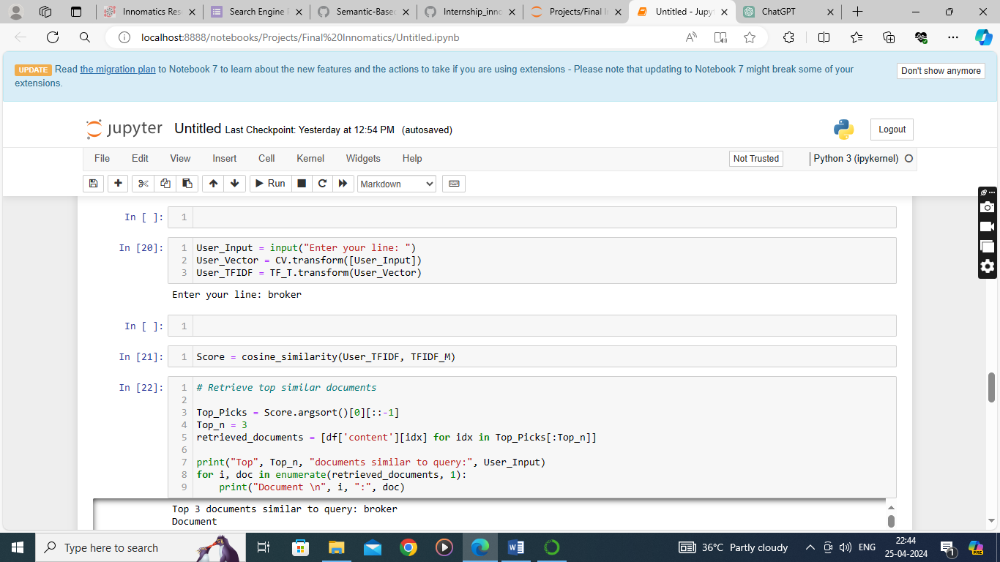 Innomatics Res
Search Engine
Semantic-Based
Internship_inno
Projects/Final I
Untitled - Jupy
ChatGPT
localhost:8888/notebooks/Projects/Final%20Innomatics/Untitled.ipynb
UPDATE Read the migration plan to Notebook 7 to learn about the new features and the actions to take if you are using extensions - Please note that updating to Notebook 7 might break some of your
extensions.
Don't show anymore
jupyter Untitled Last Checkpoint: Yesterday at 12:54 PM (autosaved)
Logout
File Edit View Insert Cell Kernel Widgets Help
Not Trusted
Python 3 (ipykernel)
Run
Markdown
In [ ]: 1
In [20]: 1 User_Input = input("Enter your line: ")
2 User_Vector = CV.transform([User_Input])
3 User_TFIDF = TF_T.transform(User_Vector)
Enter your line: broker
In [ ]: 1
In [21]: 1 Score = cosine_similarity(User_TFIDF, TFIDF_M)
In [22]: 1 # Retrieve top similar documents
2
3 Top_Picks = Score.argsort()[0][::-1]
4 Top_n = 3
5 retrieved_documents = [df['content'][idx] for idx in Top_Picks[:Top_n]]
6
7 print("Top", Top_n, "documents similar to query:", User_Input)
8 for i, doc in enumerate(retrieved_documents, 1):
9     print("Document \n", i, ":", doc)
Top 3 documents similar to query: broker
Document
Type here to search
36°C Partly cloudy
ENG
22:44
25-04-2024
1
PRE